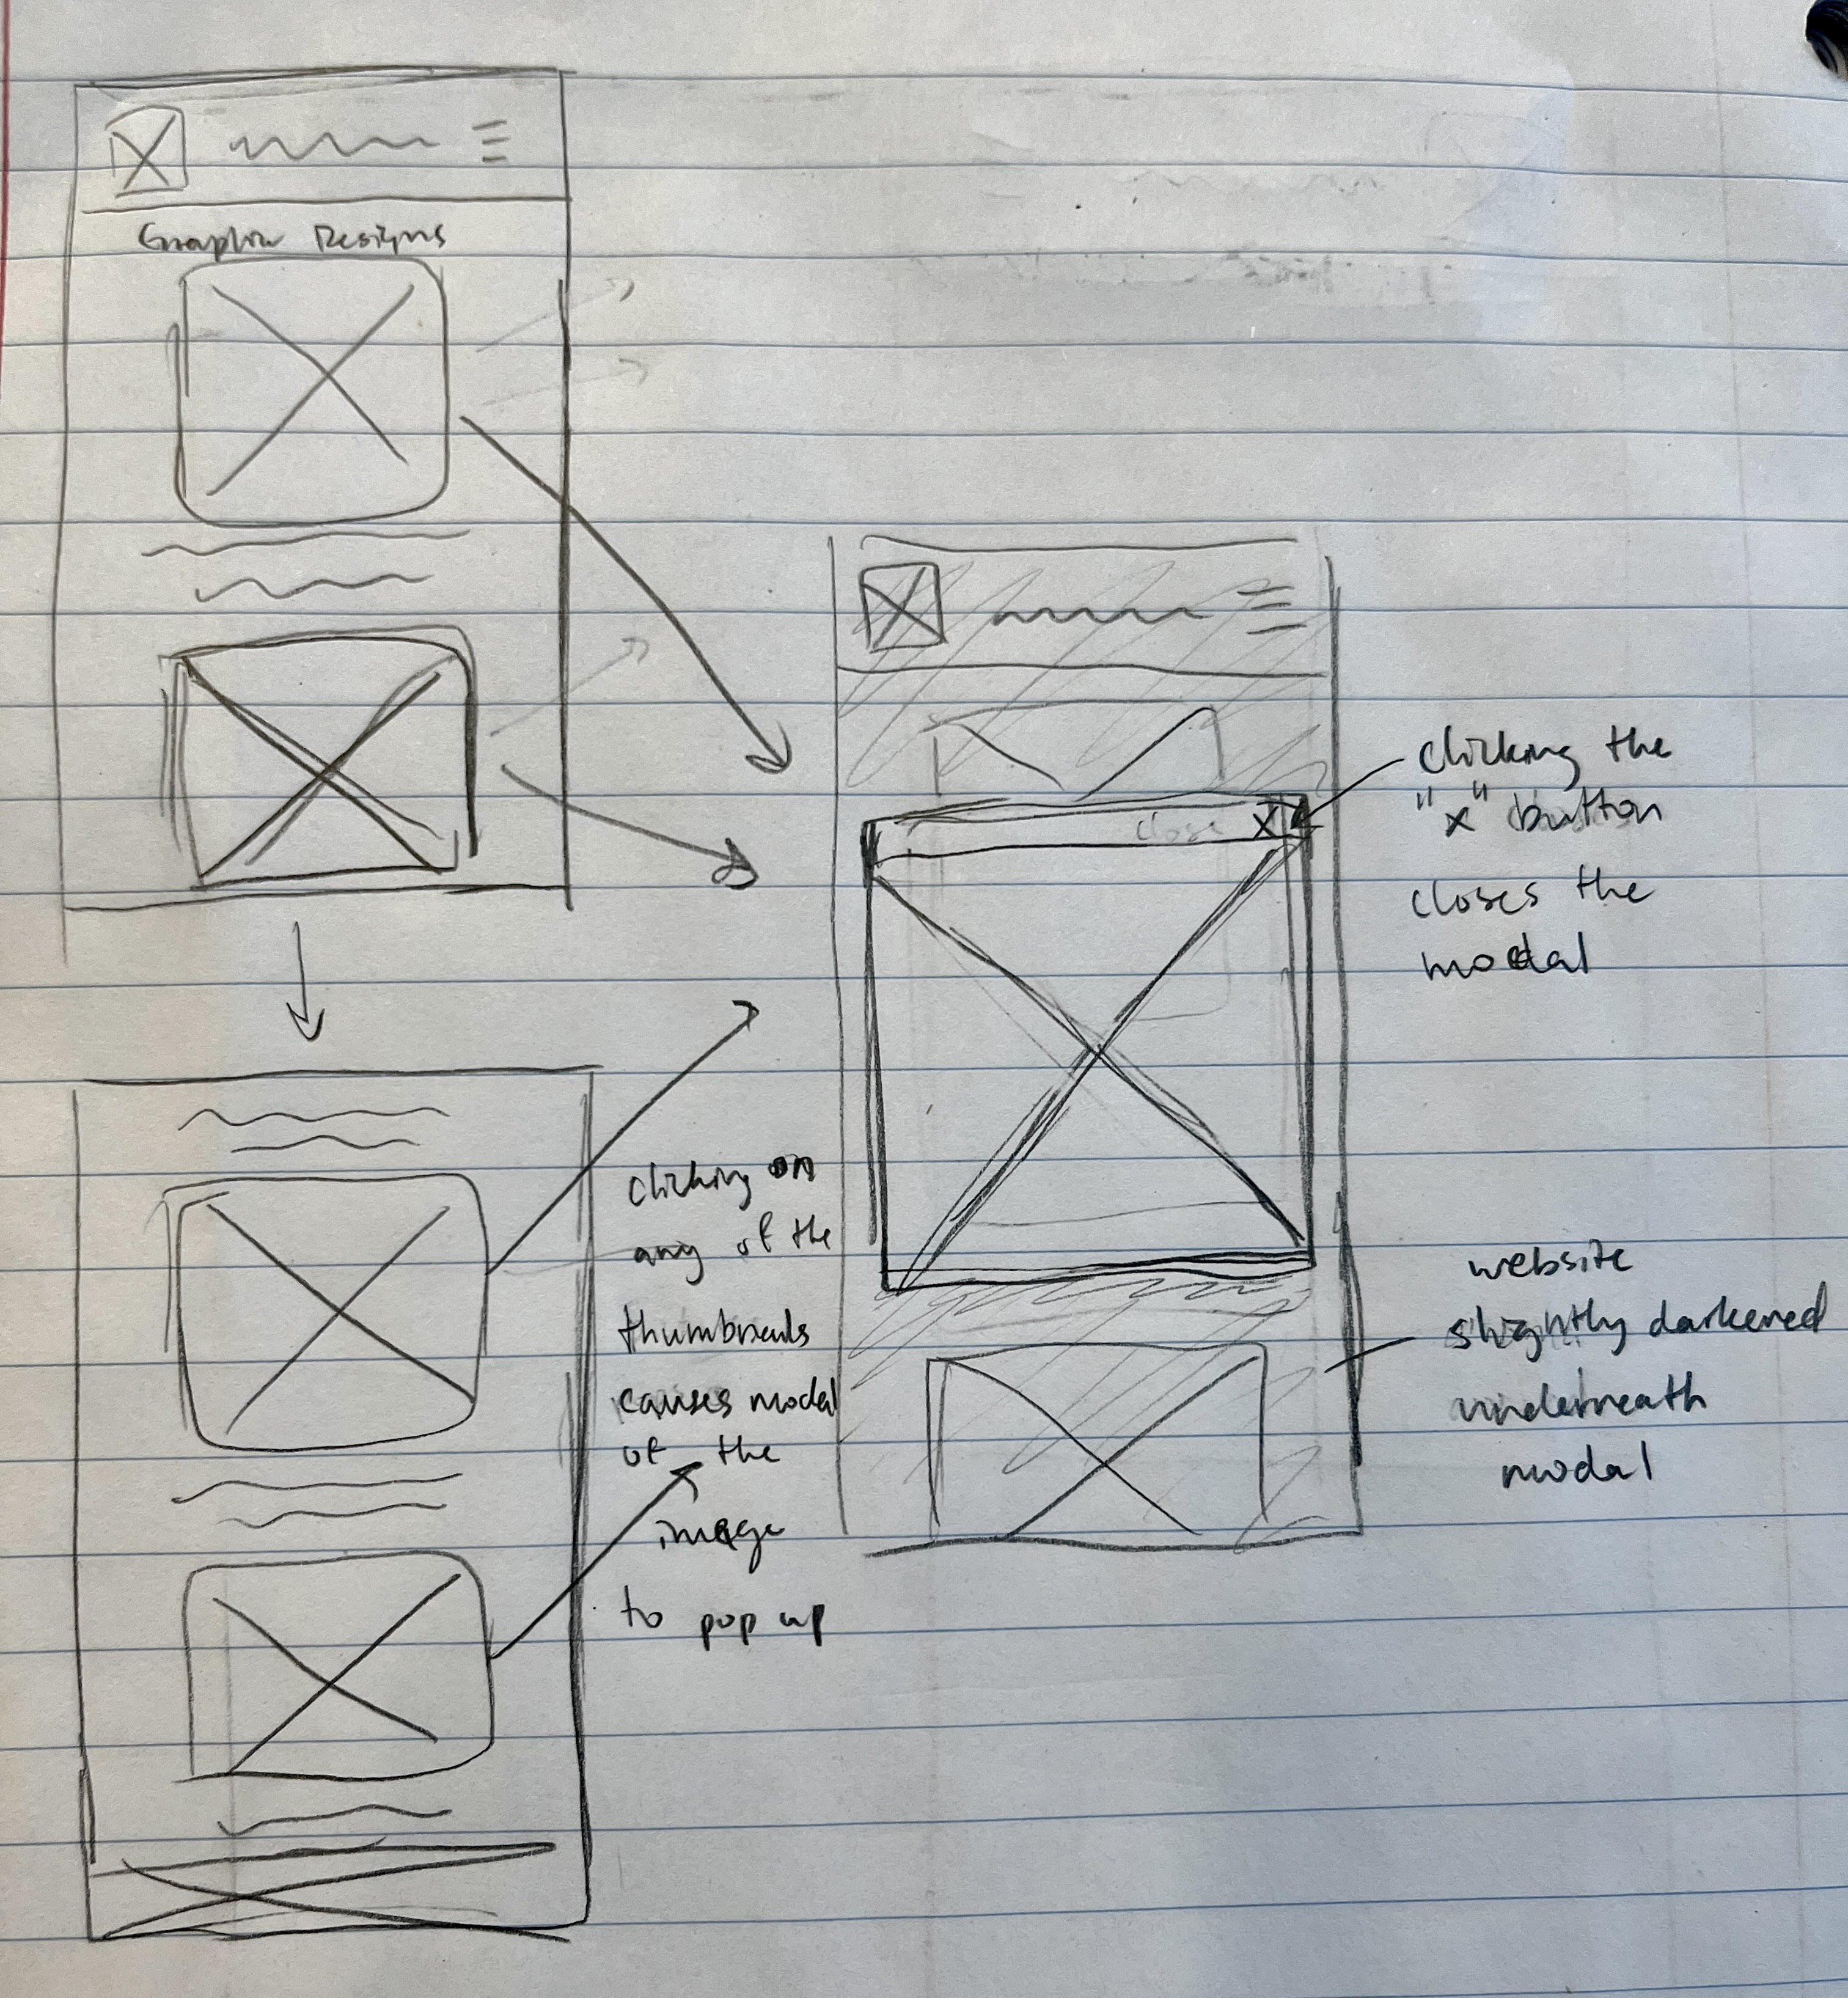 Graphic Designs
close X
clicking the
"x" button
closes the
modal
clicking on
any of the
thumbnails
causes modal
of the
image
to pop up
website
slightly darkened
underneath
modal